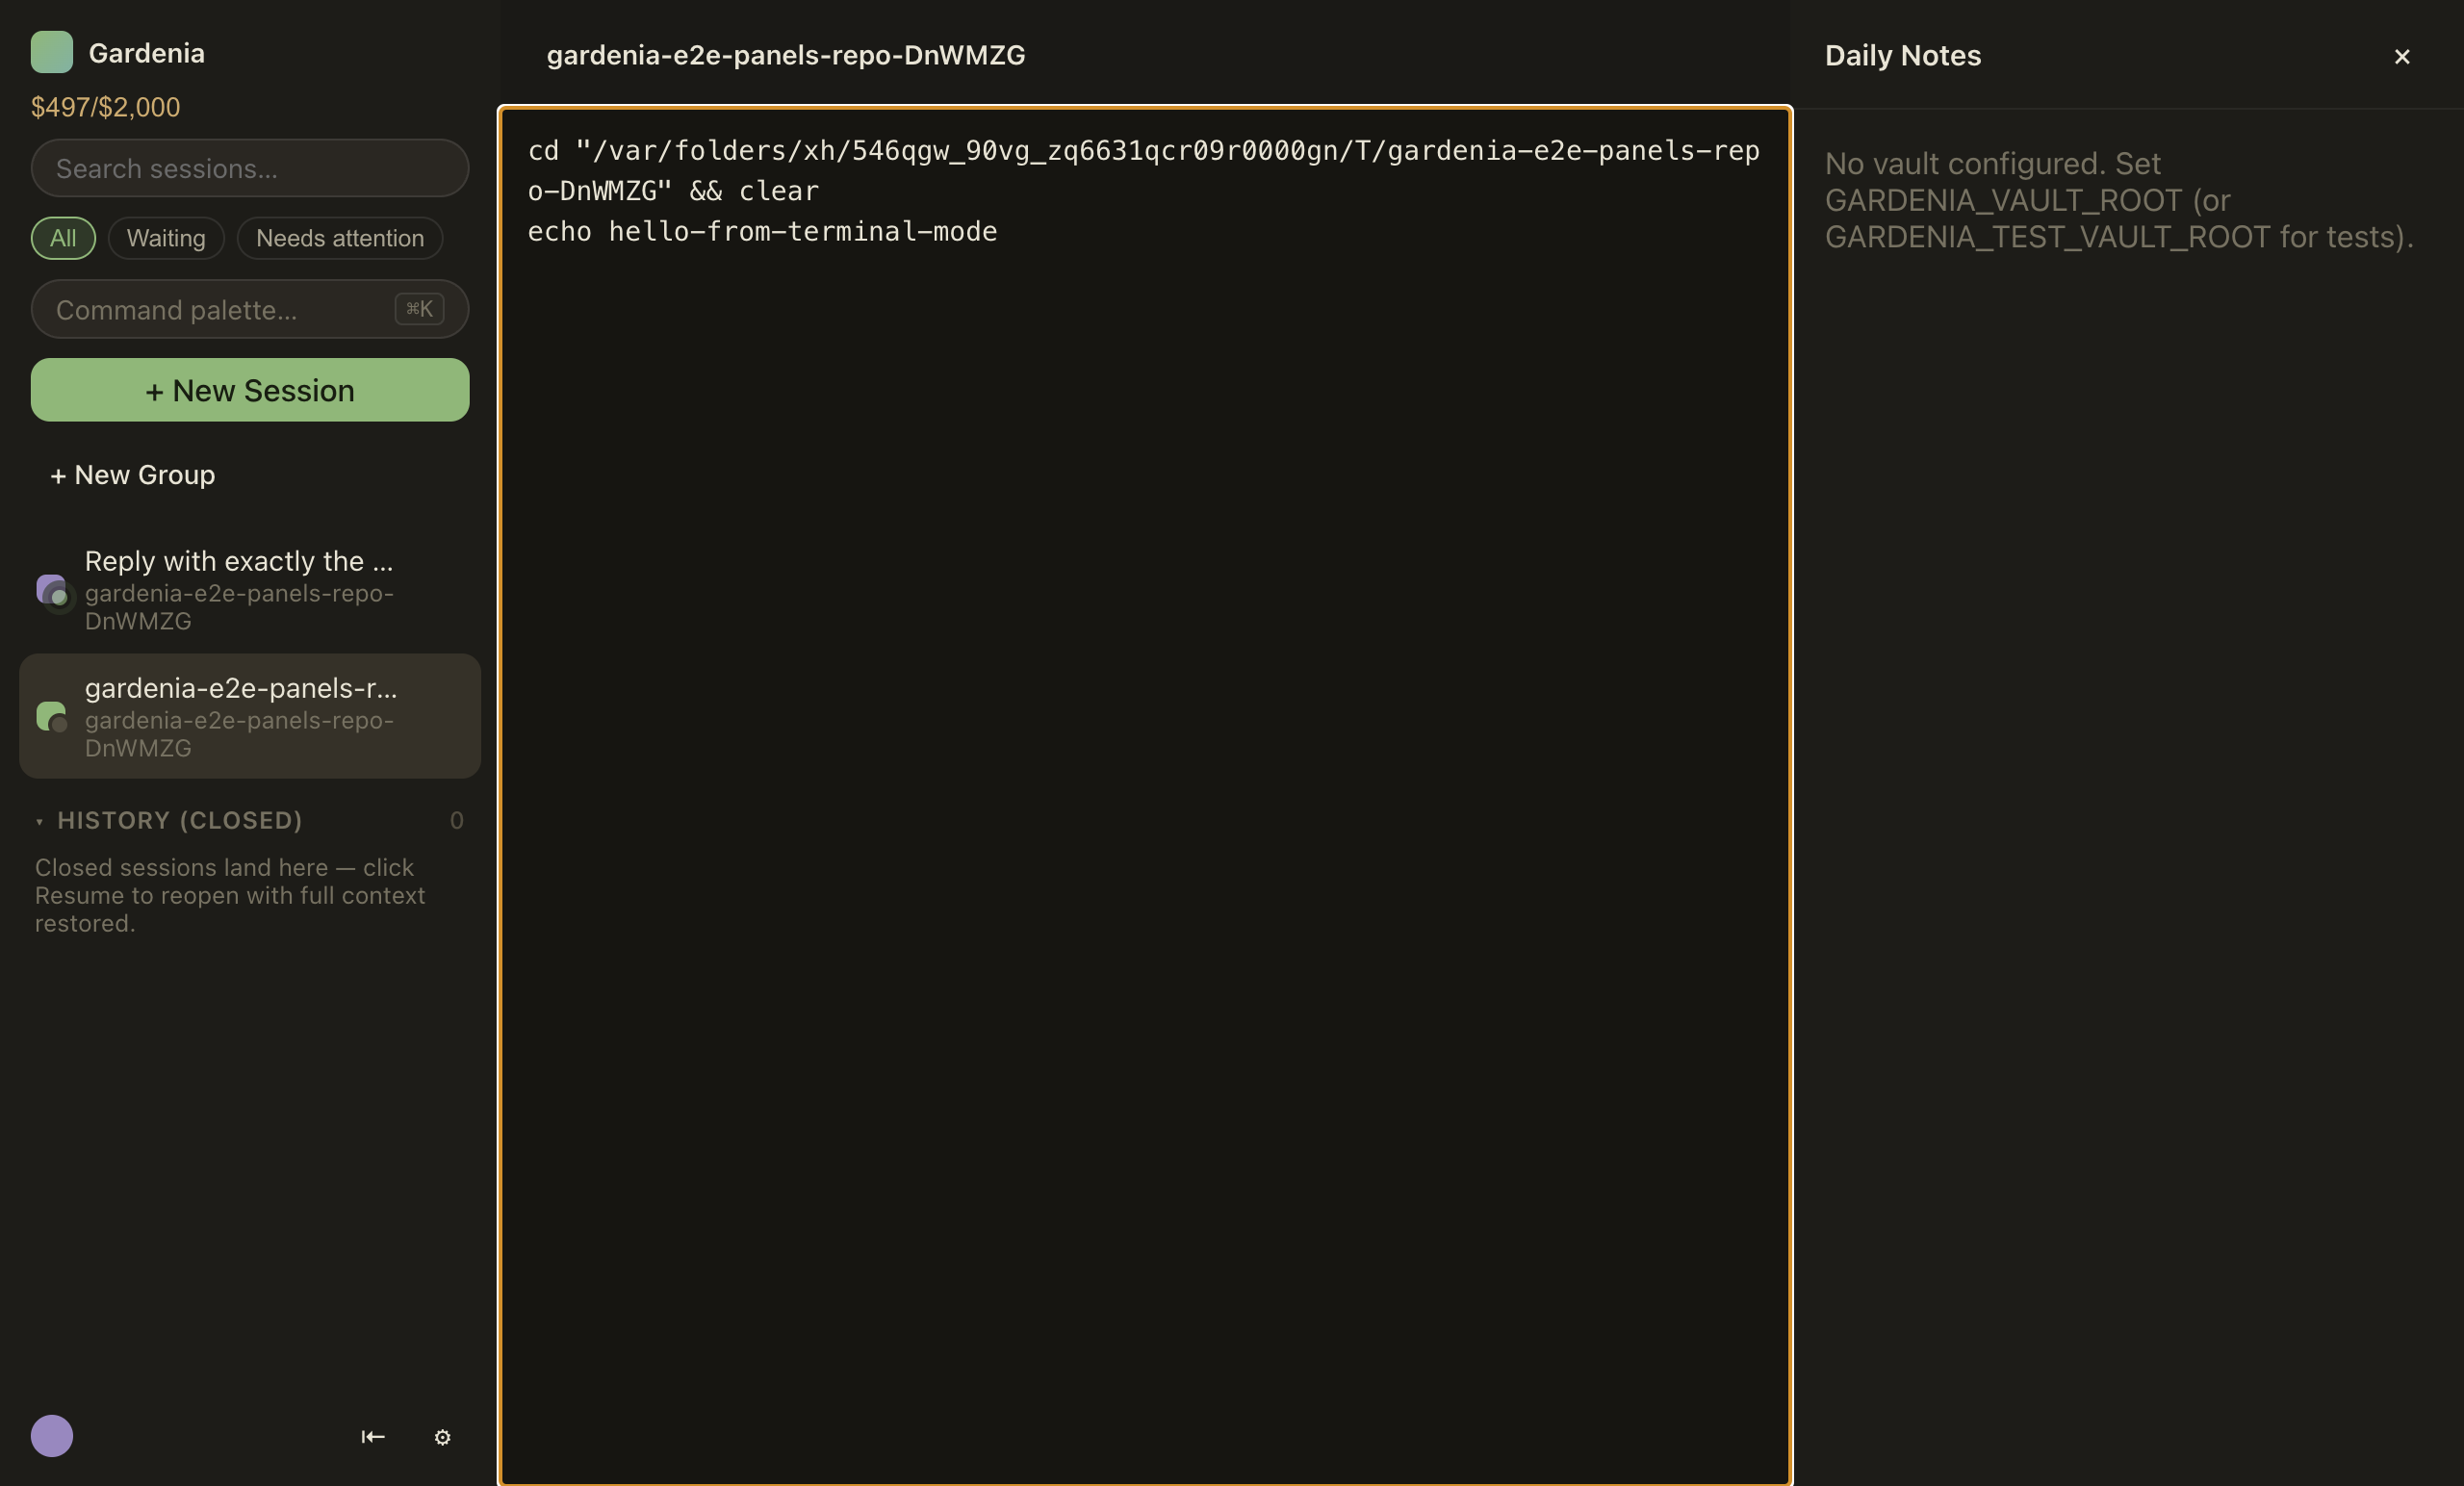 Gardenia
$497/$2,000
Search sessions...
All
Waiting
Needs attention
Command palette...
⌘K
+ New Session
+ New Group
Reply with exactly the ...
gardenia-e2e-panels-repo-
DnWMZG
gardenia-e2e-panels-r...
gardenia-e2e-panels-repo-
DnWMZG
HISTORY (CLOSED)
0
Closed sessions land here — click
Resume to reopen with full context
restored.
gardenia-e2e-panels-repo-DnWMZG
cd "/var/folders/xh/546qgw_90vg_zq6631qcr09r0000gn/T/gardenia-e2e-panels-rep
o-DnWMZG" && clear
echo hello-from-terminal-mode
Daily Notes
×
No vault configured. Set
GARDENIA_VAULT_ROOT (or
GARDENIA_TEST_VAULT_ROOT for tests).